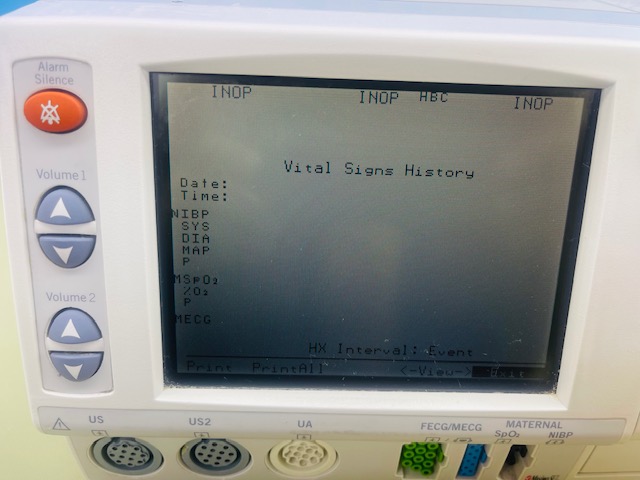 Alarm
Silence
Volume 1
Volume 2
INOP INOP HBC INOP
Vital Signs History
Date:
Time:
NIBP
SYS
DIA
MAP
P
MSpO₂
%O₂
P
MECG
HX Interval: Event
Print PrintAll <-View-> Exit
US US2 UA FECG/MECG MATERNAL
SpO₂ NIBP